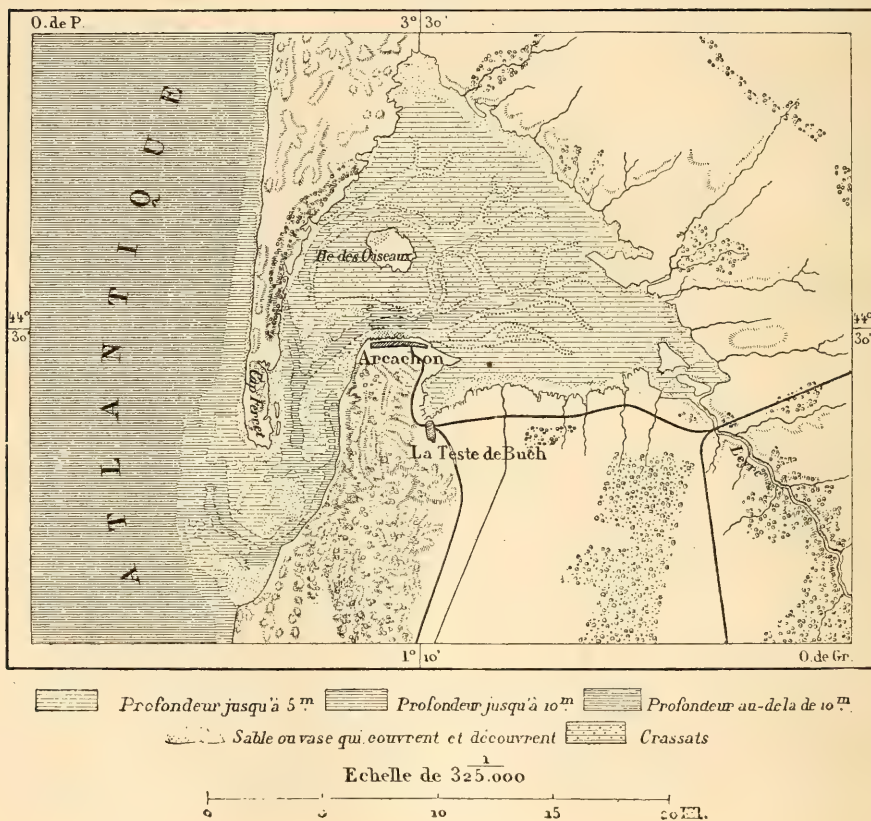 O. de P.
3° 30'
ATLANTIQUE
Ile des Oiseaux
44°
30'
44°
30'
Arcachon
Cap Ferret
La Teste de Buch
Leyre
1° 10'
O. de Gr.
Profondeur jusqu'à 5m.
Profondeur jusqu'à 10m.
Profondeur au-dela de 10m.
Sable ou vase qui couvrent et découvrent
Crassats
Echelle de 1/325.000
0 5 10 15 20 Kil.